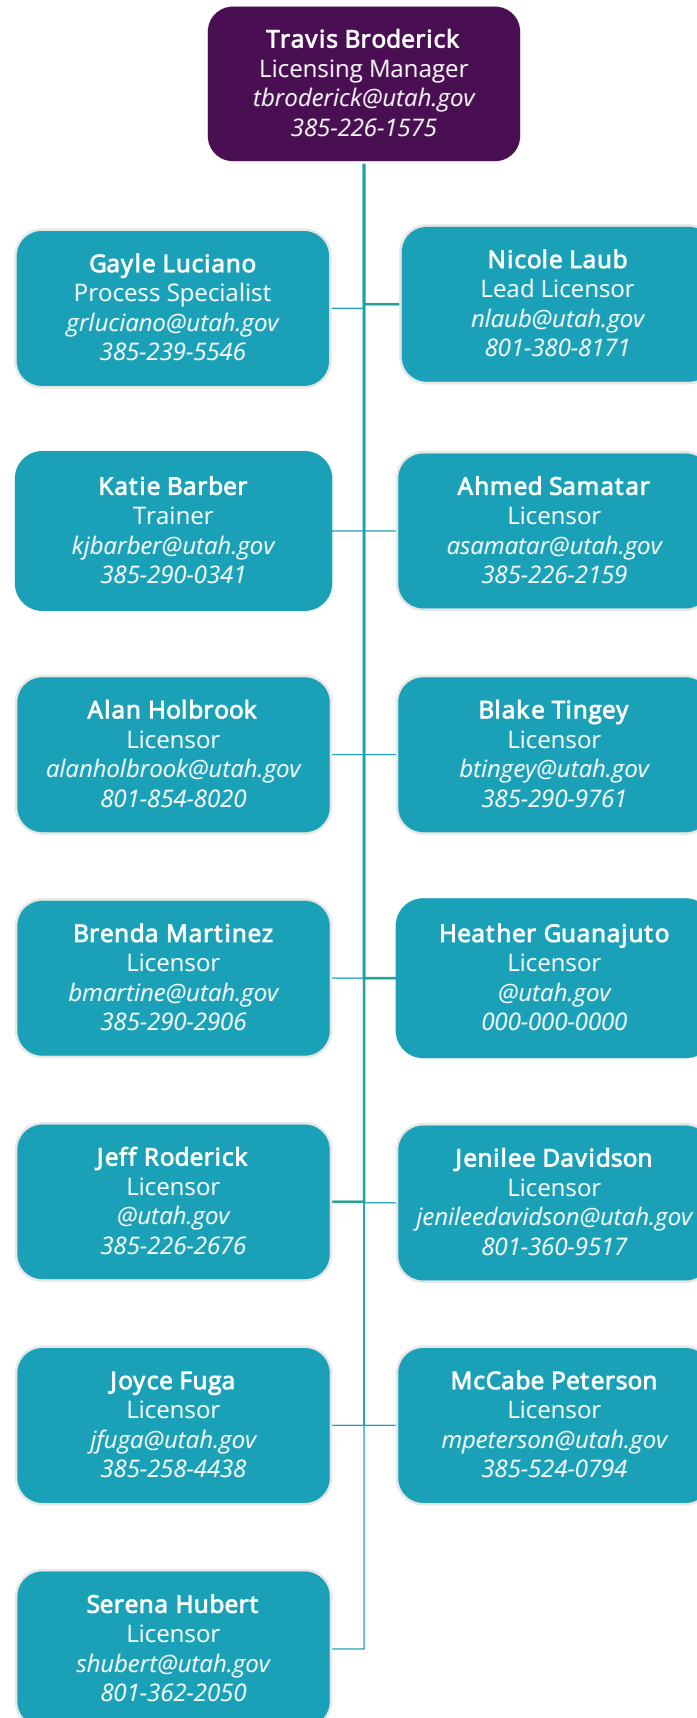 Travis Broderick
Licensing Manager
tbroderick@utah.gov
385-226-1575
Gayle Luciano
Process Specialist
grluciano@utah.gov
385-239-5546
Nicole Laub
Lead Licensor
nlaub@utah.gov
801-380-8171
Katie Barber
Trainer
kjbarber@utah.gov
385-290-0341
Ahmed Samatar
Licensor
asamatar@utah.gov
385-226-2159
Alan Holbrook
Licensor
alanholbrook@utah.gov
801-854-8020
Blake Tingey
Licensor
btingey@utah.gov
385-290-9761
Brenda Martinez
Licensor
bmartine@utah.gov
385-290-2906
Heather Guanajuto
Licensor
@utah.gov
000-000-0000
Jeff Roderick
Licensor
@utah.gov
385-226-2676
Jenilee Davidson
Licensor
jenileedavidson@utah.gov
801-360-9517
Joyce Fuga
Licensor
jfuga@utah.gov
385-258-4438
McCabe Peterson
Licensor
mpeterson@utah.gov
385-524-0794
Serena Hubert
Licensor
shubert@utah.gov
801-362-2050